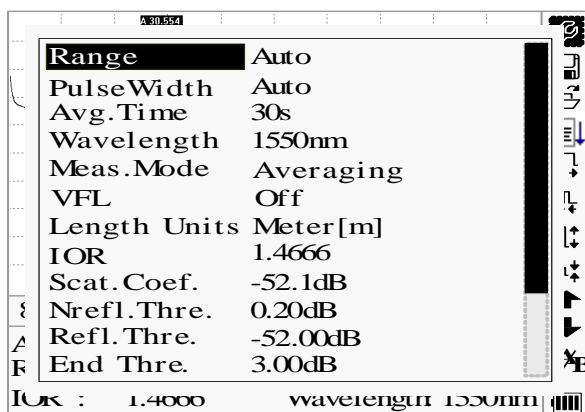 A 30.554
Range Auto
PulseWidth Auto
Avg.Time 30s
Wavelength 1550nm
Meas.Mode Averaging
VFL Off
Length Units Meter[m]
IOR 1.4666
Scat.Coef. -52.1dB
Nrefl.Thre. 0.20dB
Refl.Thre. -52.00dB
End Thre. 3.00dB
A
R
IOR : 1.4666 Wavelength 1550nm